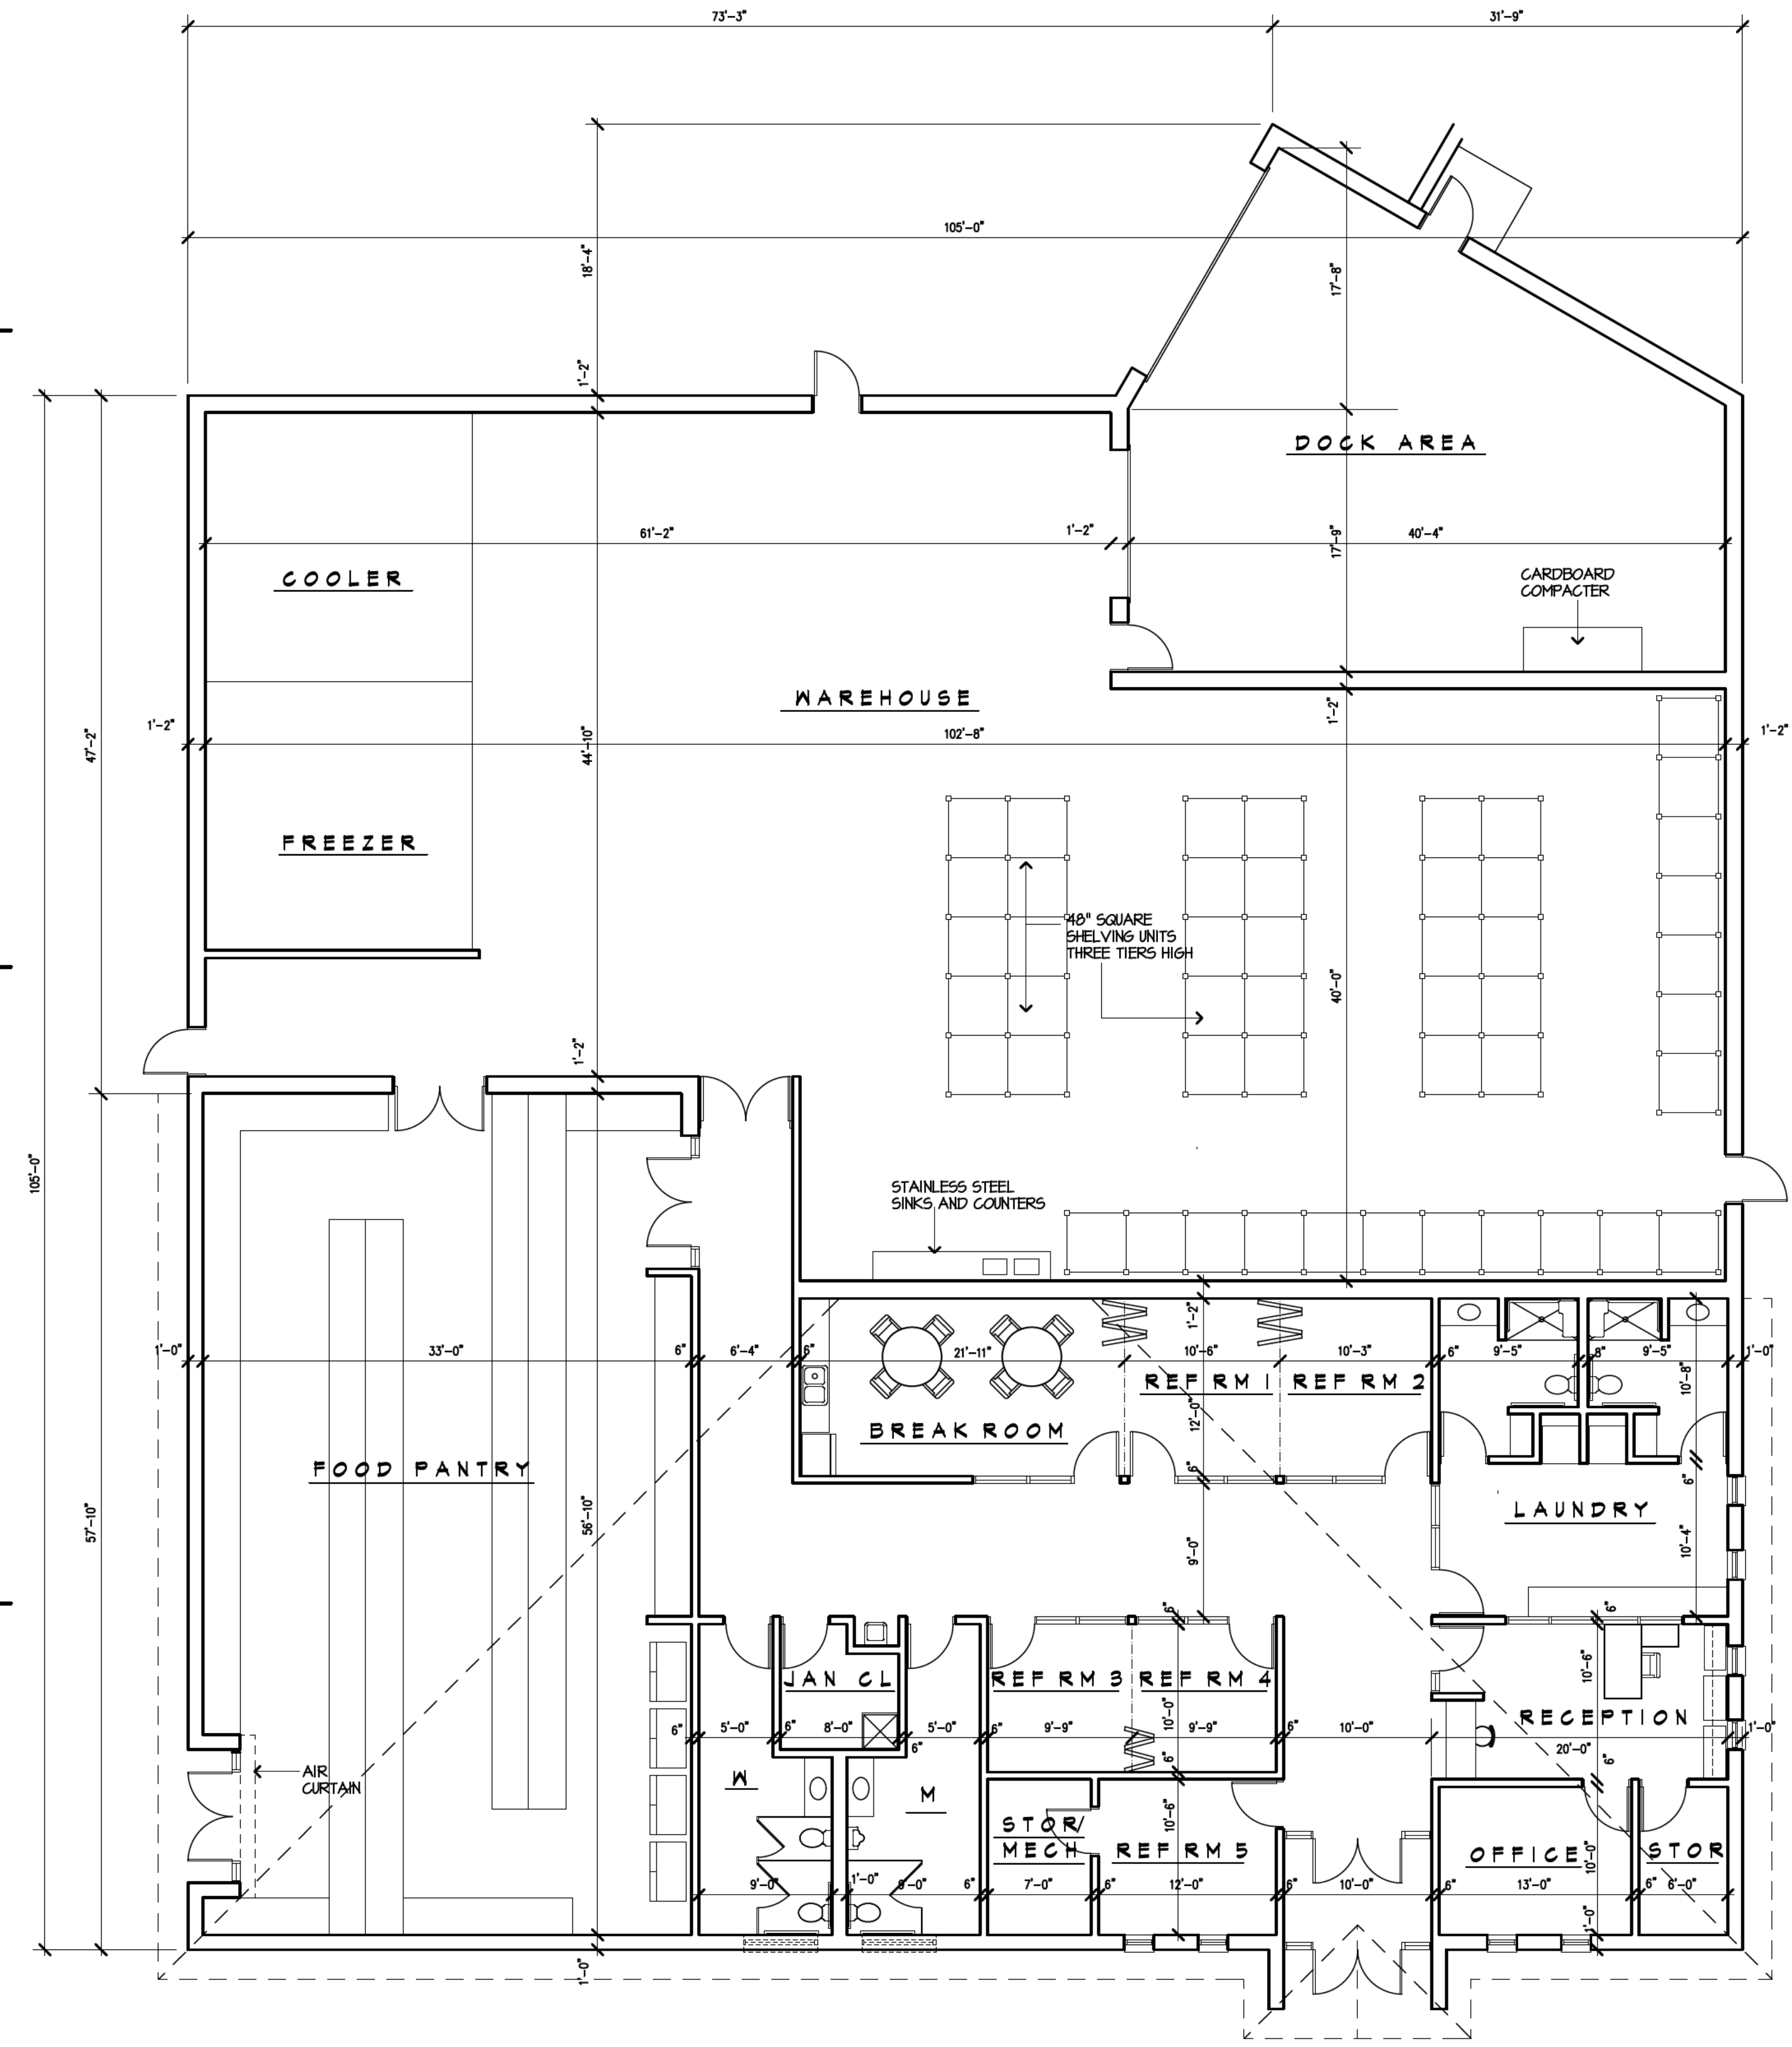 73'-3"
31'-9"
105'-0"
18'-4"
17'-8"
1'-2"
DOCK AREA
61'-2"
1'-2"
17'-9"
40'-4"
COOLER
CARDBOARD
COMPACTER
WAREHOUSE
1'-2"
1'-2"
47'-2"
44'-10"
102'-8"
1'-2"
FREEZER
48" SQUARE
SHELVING UNITS
THREE TIERS HIGH
40'-0"
1'-2"
105'-0"
STAINLESS STEEL
SINKS AND COUNTERS
1'-2"
1'-0"
33'-0"
6"
6'-4"
6"
21'-11"
10'-6"
10'-3"
6"
9'-5"
8"
9'-5"
1'-0"
10'-8"
REF RM 1
REF RM 2
12'-0"
BREAK ROOM
FOOD PANTRY
6"
6"
LAUNDRY
57'-10"
56'-10"
9'-0"
10'-4"
6"
6"
JAN CL
REF RM 3
REF RM 4
10'-0"
10'-6"
RECEPTION
6"
5'-0"
6"
8'-0"
5'-0"
6"
6"
9'-9"
9'-9"
6"
10'-0"
20'-0"
1'-0"
6"
6"
AIR
CURTAIN
W
M
10'-6"
STOR/
MECH
REF RM 5
OFFICE
10'-0"
STOR
9'-0"
1'-0"
9'-0"
6"
7'-0"
6"
12'-0"
6"
10'-0"
6"
13'-0"
6"
6'-0"
1'-0"
1'-0"